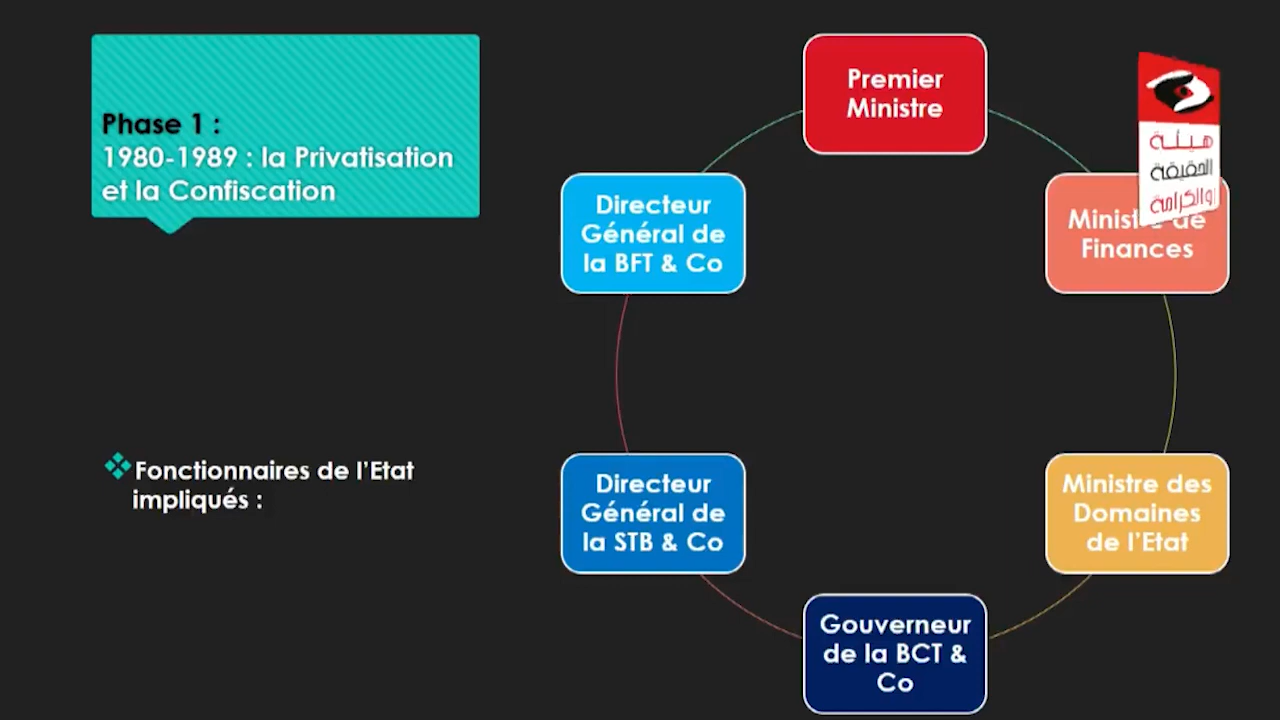 Phase 1 :
1980-1989 : la Privatisation
et la Confiscation
Fonctionnaires de l’Etat
impliqués :
Premier
Ministre
Ministre de
Finances
Ministre des
Domaines
de l’Etat
Gouverneur
de la BCT &
Co
Directeur
Général de
la STB & Co
Directeur
Général de
la BFT & Co
هيئة
الحقيقة
والكرامة